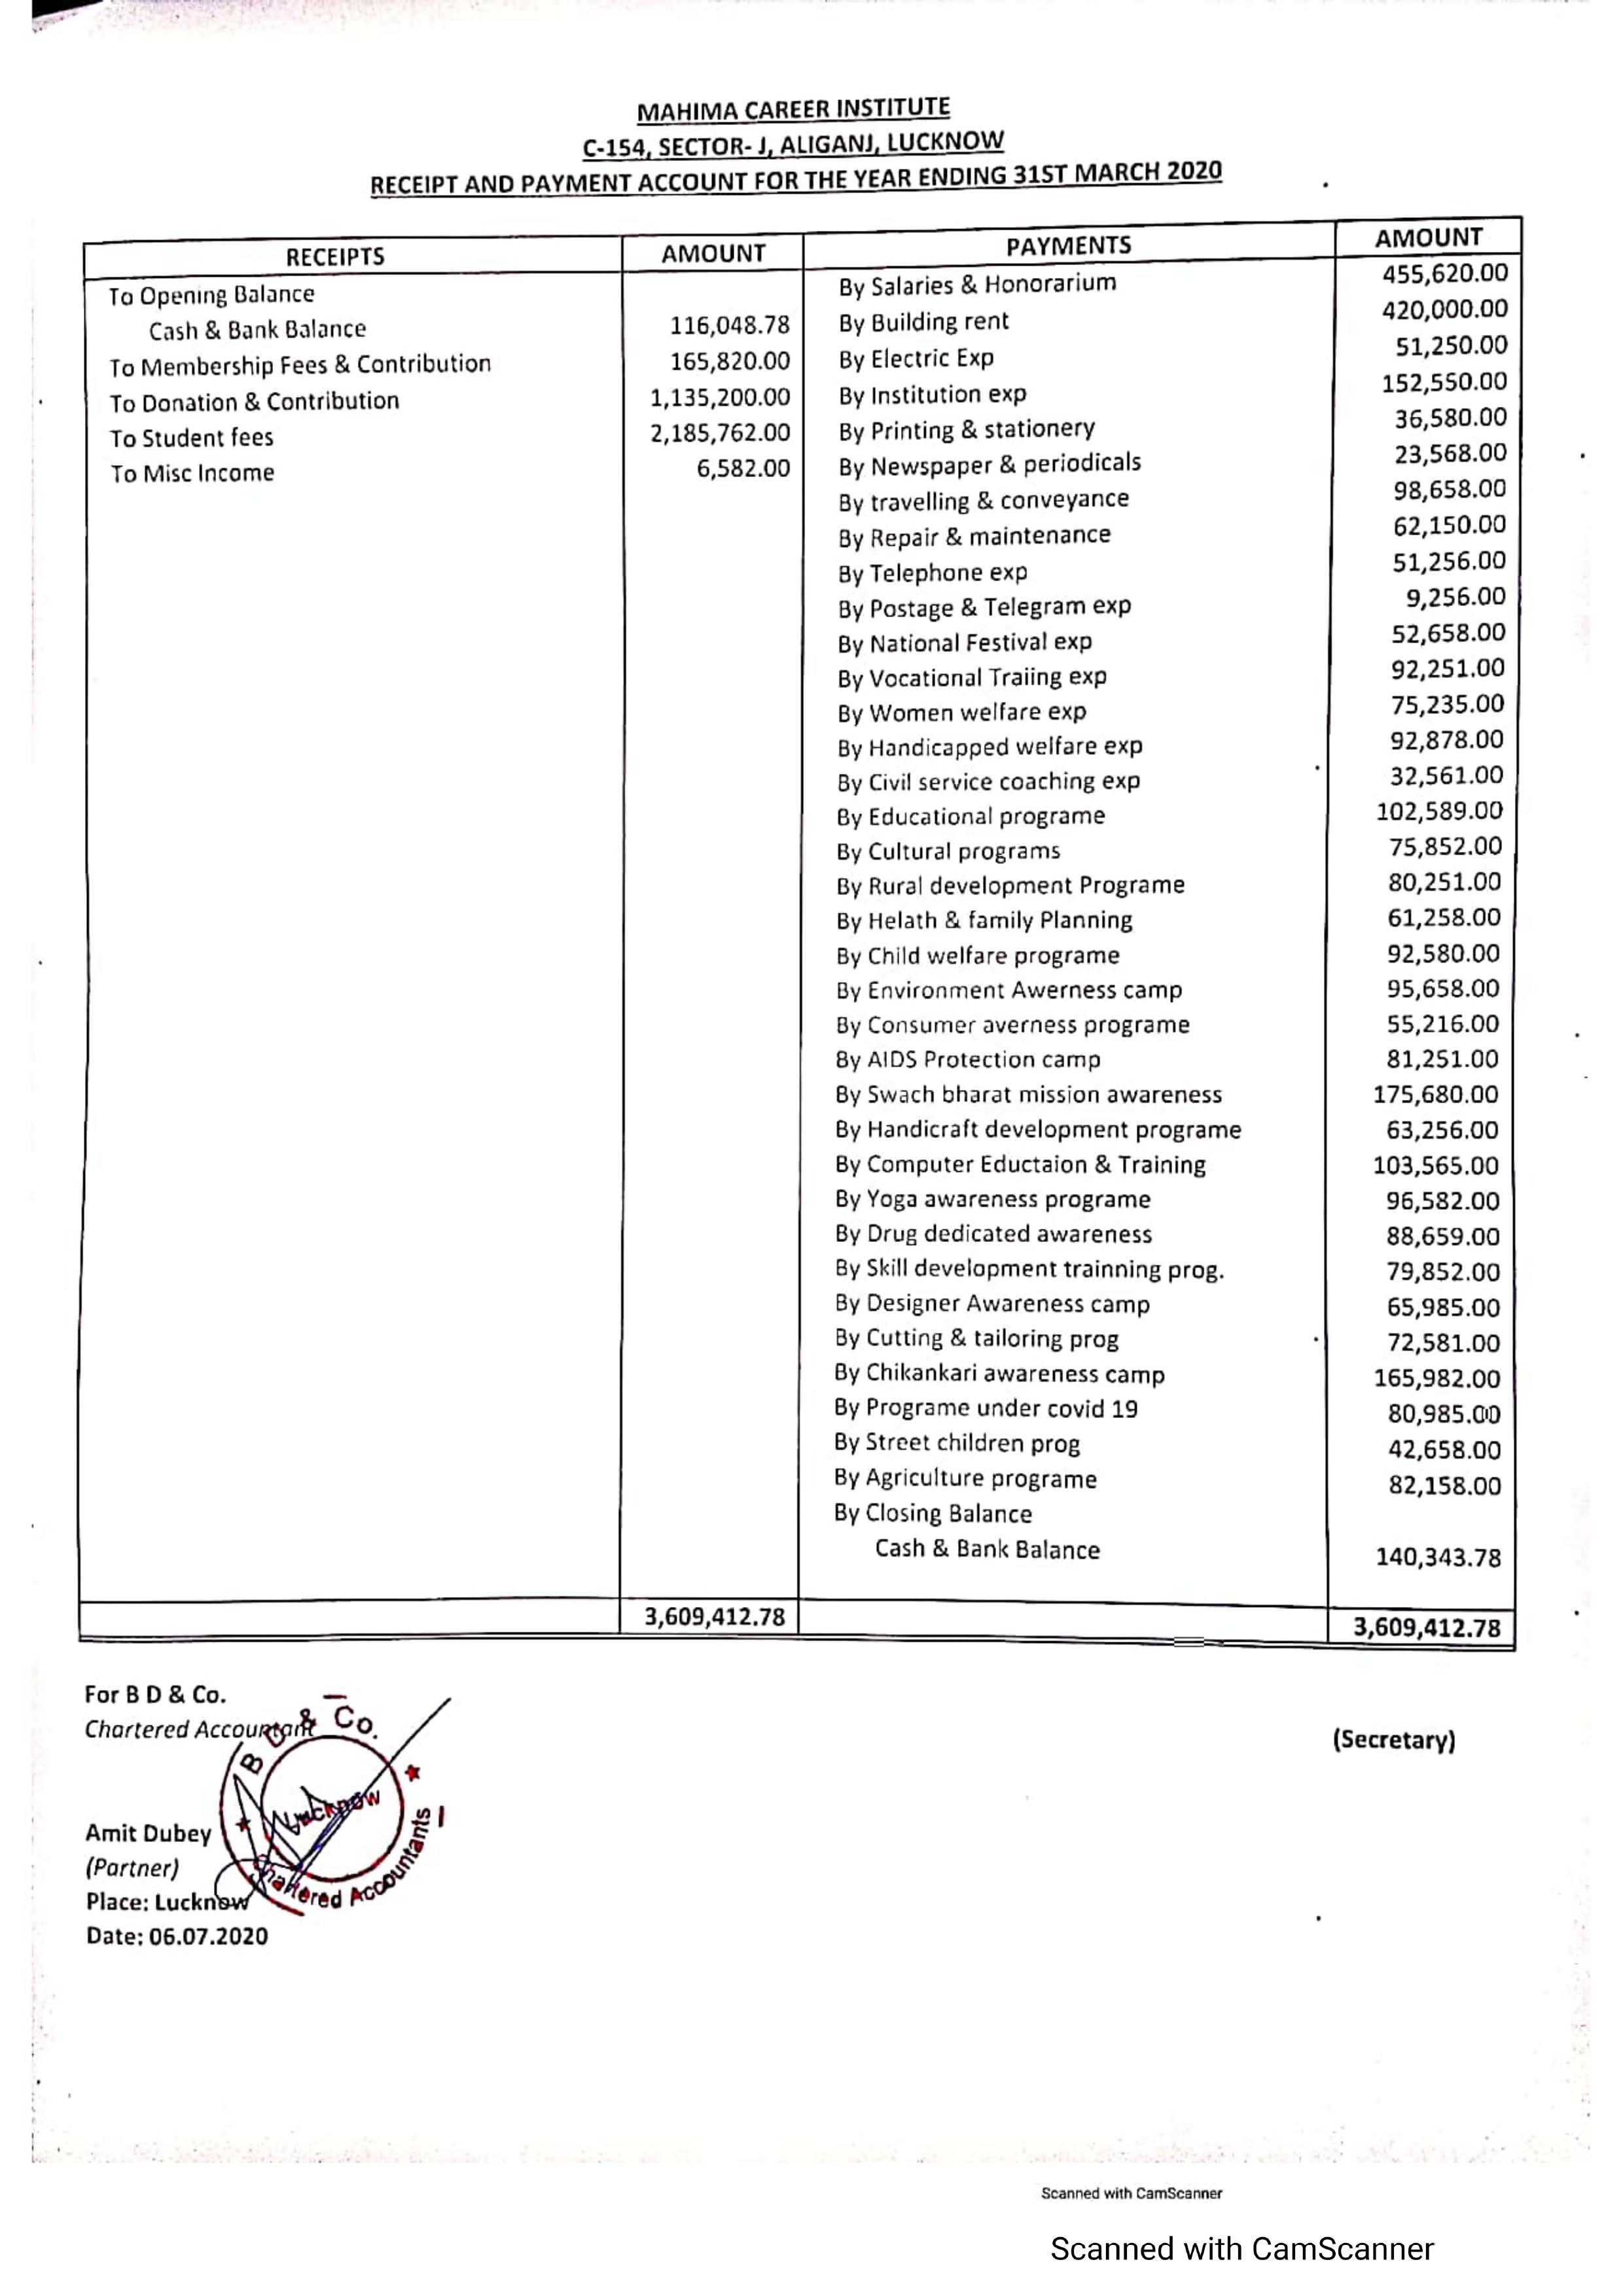 MAHIMA CAREER INSTITUTE
C-154, SECTOR- J, ALIGANJ, LUCKNOW
RECEIPT AND PAYMENT ACCOUNT FOR THE YEAR ENDING 31ST MARCH 2020
RECEIPTS AMOUNT PAYMENTS AMOUNT
To Opening Balance By Salaries & Honorarium 455,620.00
Cash & Bank Balance 116,048.78 By Building rent 420,000.00
To Membership Fees & Contribution 165,820.00 By Electric Exp 51,250.00
To Donation & Contribution 1,135,200.00 By Institution exp 152,550.00
To Student fees 2,185,762.00 By Printing & stationery 36,580.00
To Misc Income 6,582.00 By Newspaper & periodicals 23,568.00
By travelling & conveyance 98,658.00
By Repair & maintenance 62,150.00
By Telephone exp 51,256.00
By Postage & Telegram exp 9,256.00
By National Festival exp 52,658.00
By Vocational Traiing exp 92,251.00
By Women welfare exp 75,235.00
By Handicapped welfare exp 92,878.00
By Civil service coaching exp 32,561.00
By Educational programe 102,589.00
By Cultural programs 75,852.00
By Rural development Programe 80,251.00
By Helath & family Planning 61,258.00
By Child welfare programe 92,580.00
By Environment Awerness camp 95,658.00
By Consumer averness programe 55,216.00
By AIDS Protection camp 81,251.00
By Swach bharat mission awareness 175,680.00
By Handicraft development programe 63,256.00
By Computer Eductaion & Training 103,565.00
By Yoga awareness programe 96,582.00
By Drug dedicated awareness 88,659.00
By Skill development trainning prog. 79,852.00
By Designer Awareness camp 65,985.00
By Cutting & tailoring prog 72,581.00
By Chikankari awareness camp 165,982.00
By Programe under covid 19 80,985.00
By Street children prog 42,658.00
By Agriculture programe 82,158.00
By Closing Balance
Cash & Bank Balance 140,343.78
3,609,412.78 3,609,412.78
For B D & Co.
Chartered Accountant
(Secretary)
B D & Co.
Lucknow
Chartered Accountants
Amit Dubey
(Partner)
Place: Lucknow
Date: 06.07.2020
Scanned with CamScanner
Scanned with CamScanner